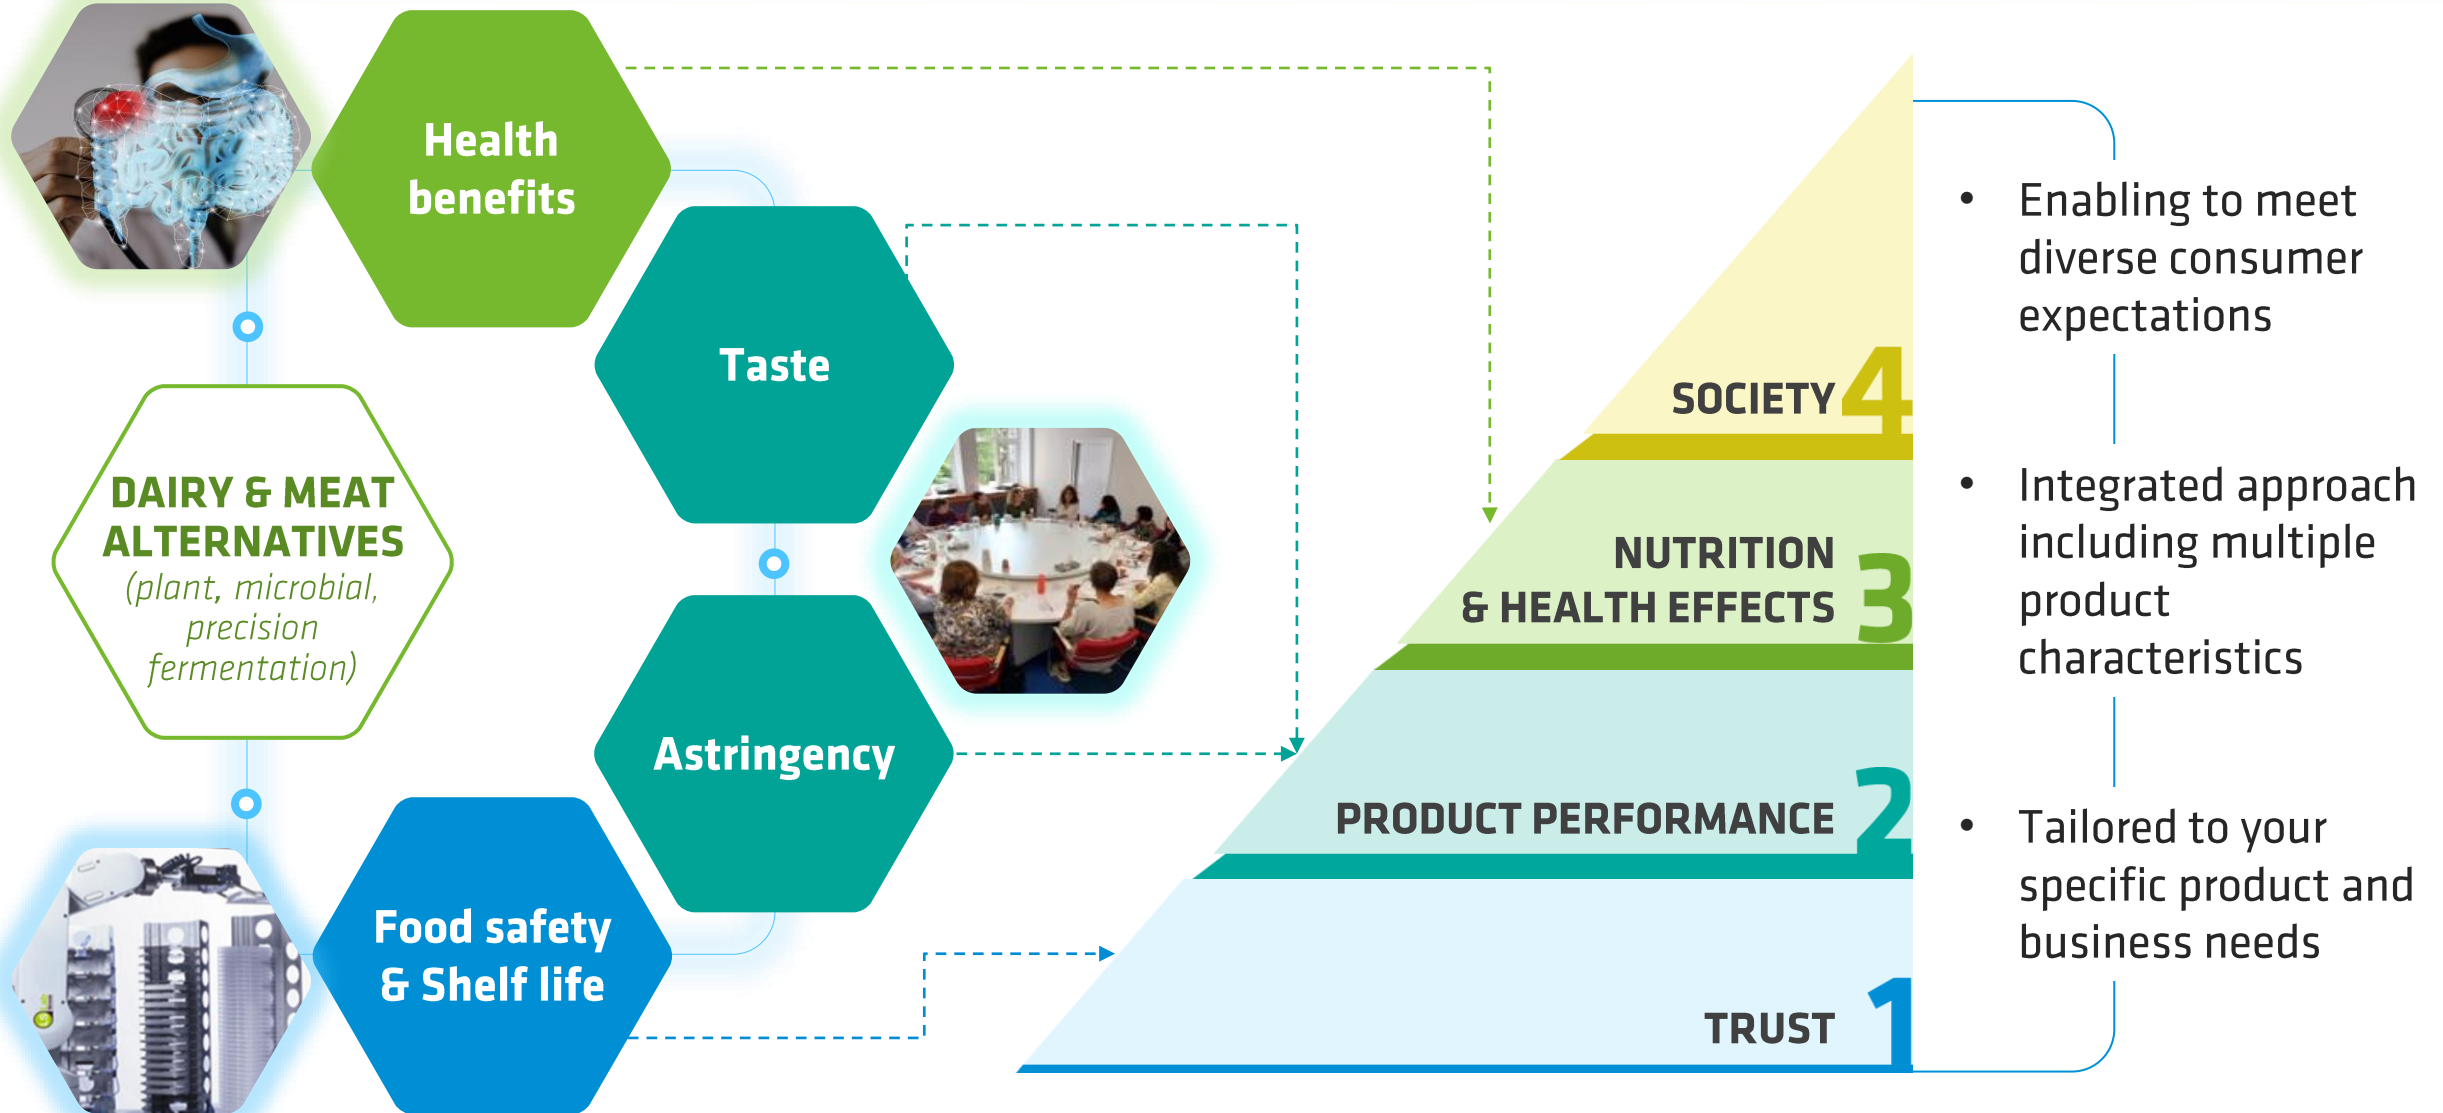 Health
benefits
Taste
DAIRY & MEAT
ALTERNATIVES
(plant, microbial,
precision
fermentation)
Astringency
Food safety
& Shelf life
SOCIETY 4
NUTRITION
& HEALTH EFFECTS 3
PRODUCT PERFORMANCE 2
TRUST 1
• Enabling to meet
diverse consumer
expectations
• Integrated approach
including multiple
product
characteristics
• Tailored to your
specific product and
business needs